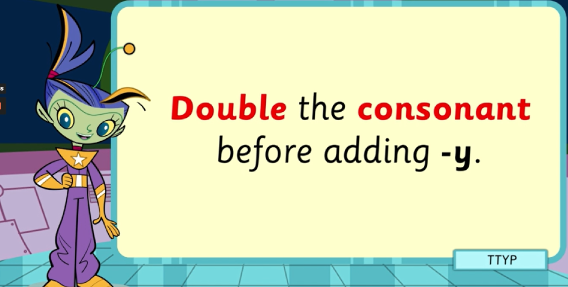 Double the consonant
before adding -y.
TTYP